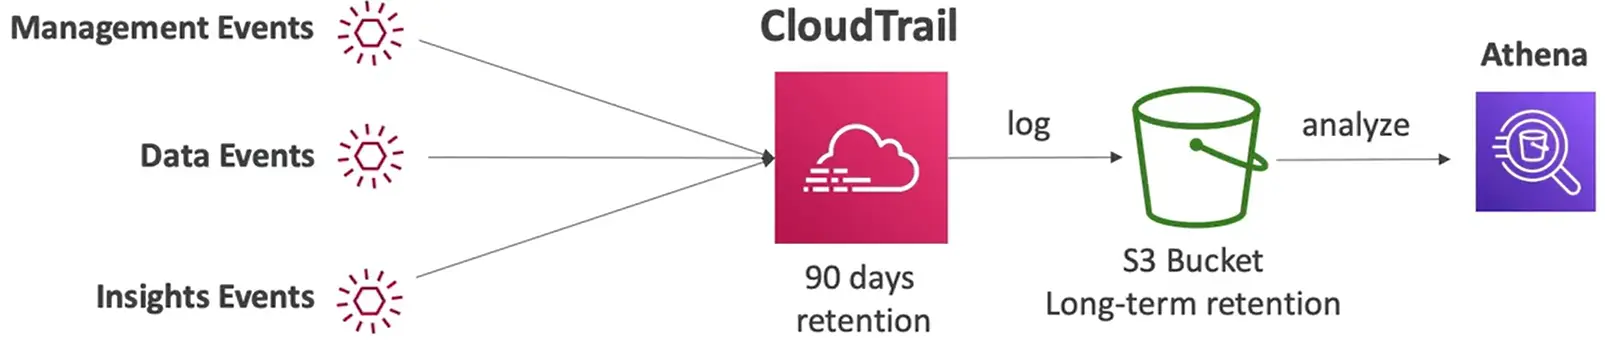 Management Events
Data Events
Insights Events
CloudTrail
90 days
retention
log
S3 Bucket
Long-term retention
analyze
Athena